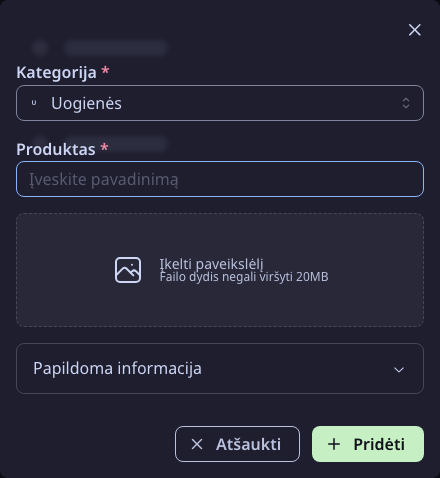 Kategorija *
U Uogienės
Produktas *
Įveskite pavadinimą
Įkelti paveikslėlį
Failo dydis negali viršyti 20MB
Papildoma informacija
Atšaukti
Pridėti